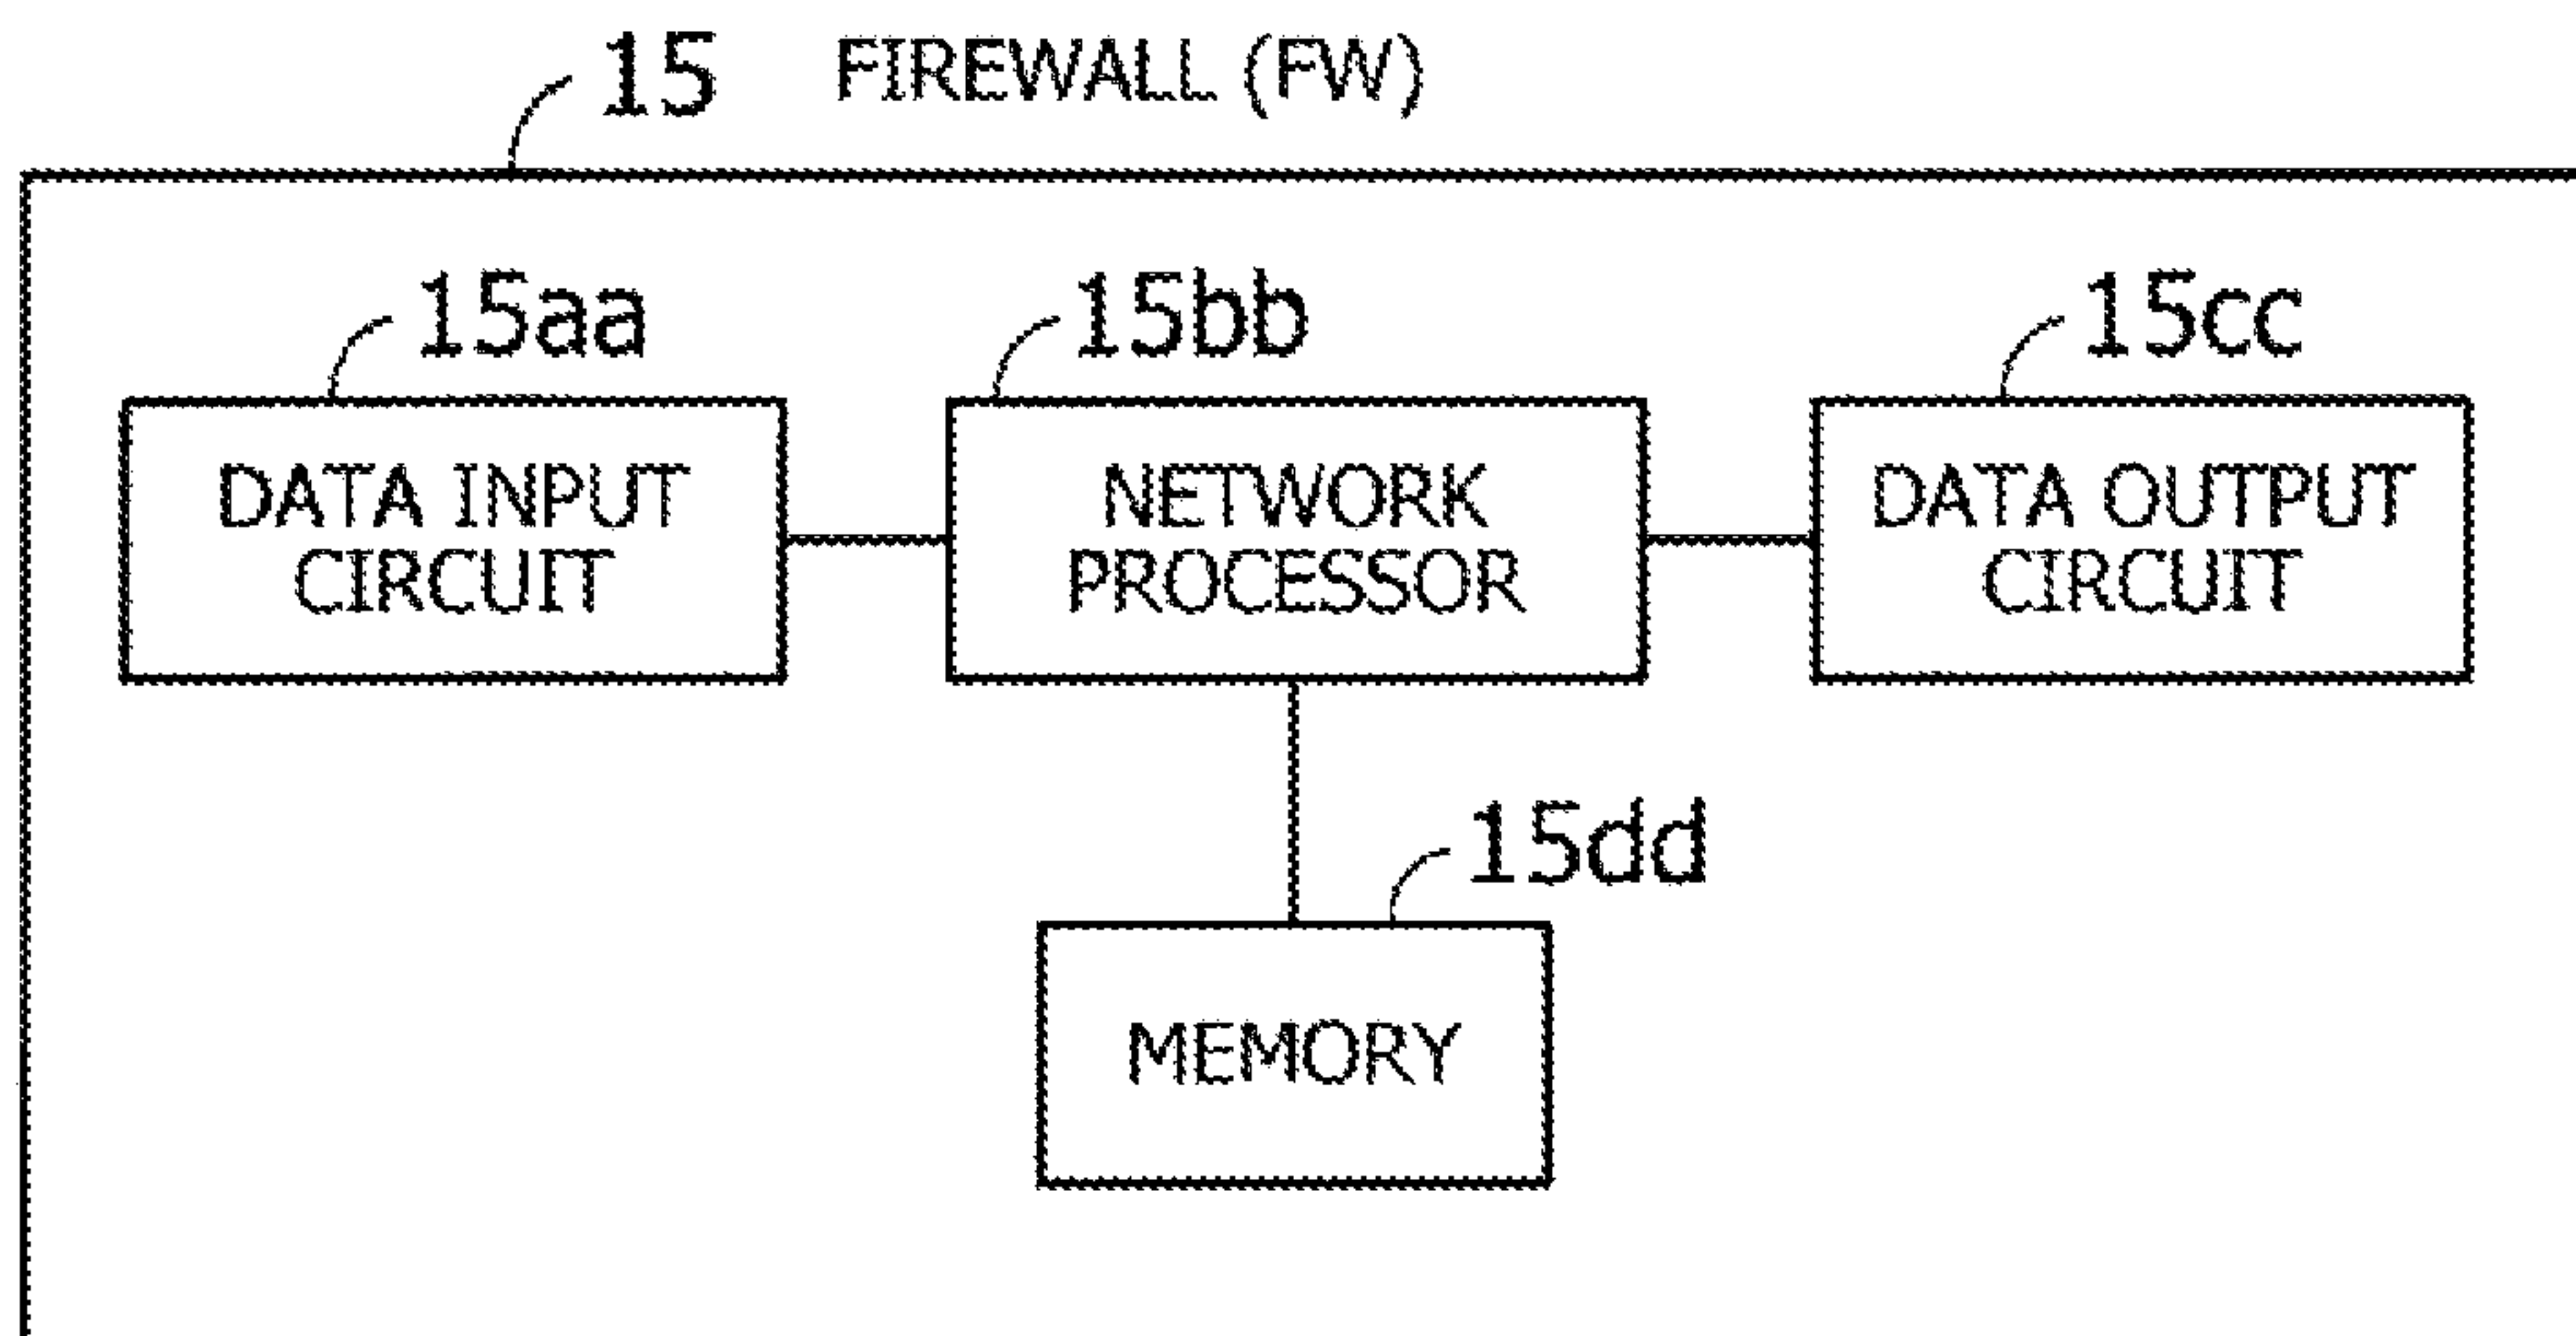 15 FIREWALL (FW)
15aa
15bb
15cc
DATA INPUT
CIRCUIT
NETWORK
PROCESSOR
DATA OUTPUT
CIRCUIT
15dd
MEMORY